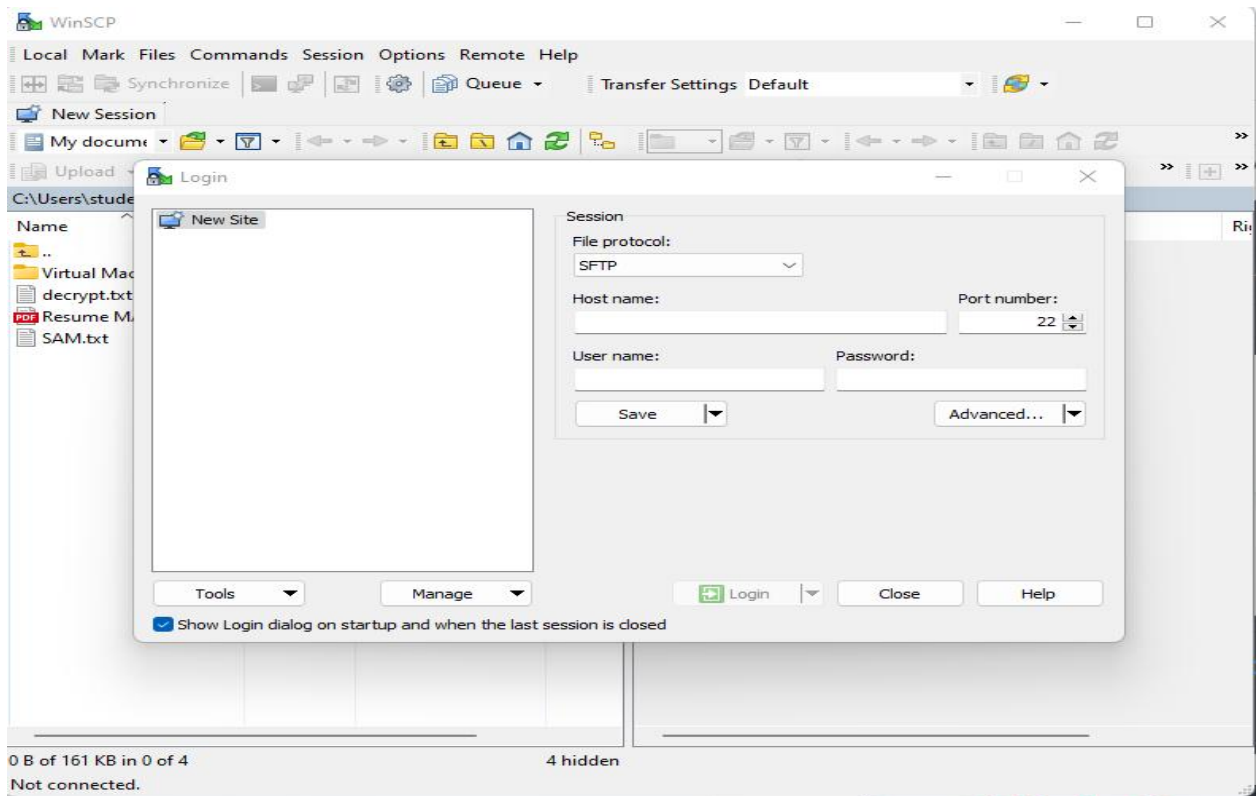 WinSCP
Local Mark Files Commands Session Options Remote Help
Synchronize Queue Transfer Settings Default
New Session
My docume
Upload
Login
C:\Users\stude
Name
..
Virtual Mac
decrypt.txt
PDF Resume M
SAM.txt
New Site
Session
File protocol:
SFTP
Host name: Port number:
22
User name: Password:
Save Advanced...
Tools Manage Login Close Help
Show Login dialog on startup and when the last session is closed
0 B of 161 KB in 0 of 4 4 hidden
Not connected.